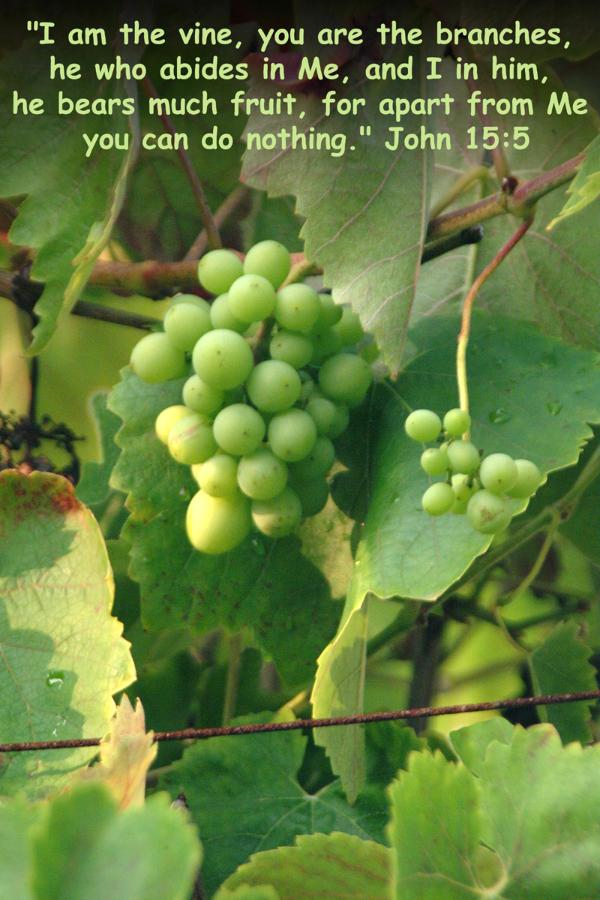 "I am the vine, you are the branches,
he who abides in Me, and I in him,
he bears much fruit, for apart from Me
you can do nothing." John 15:5